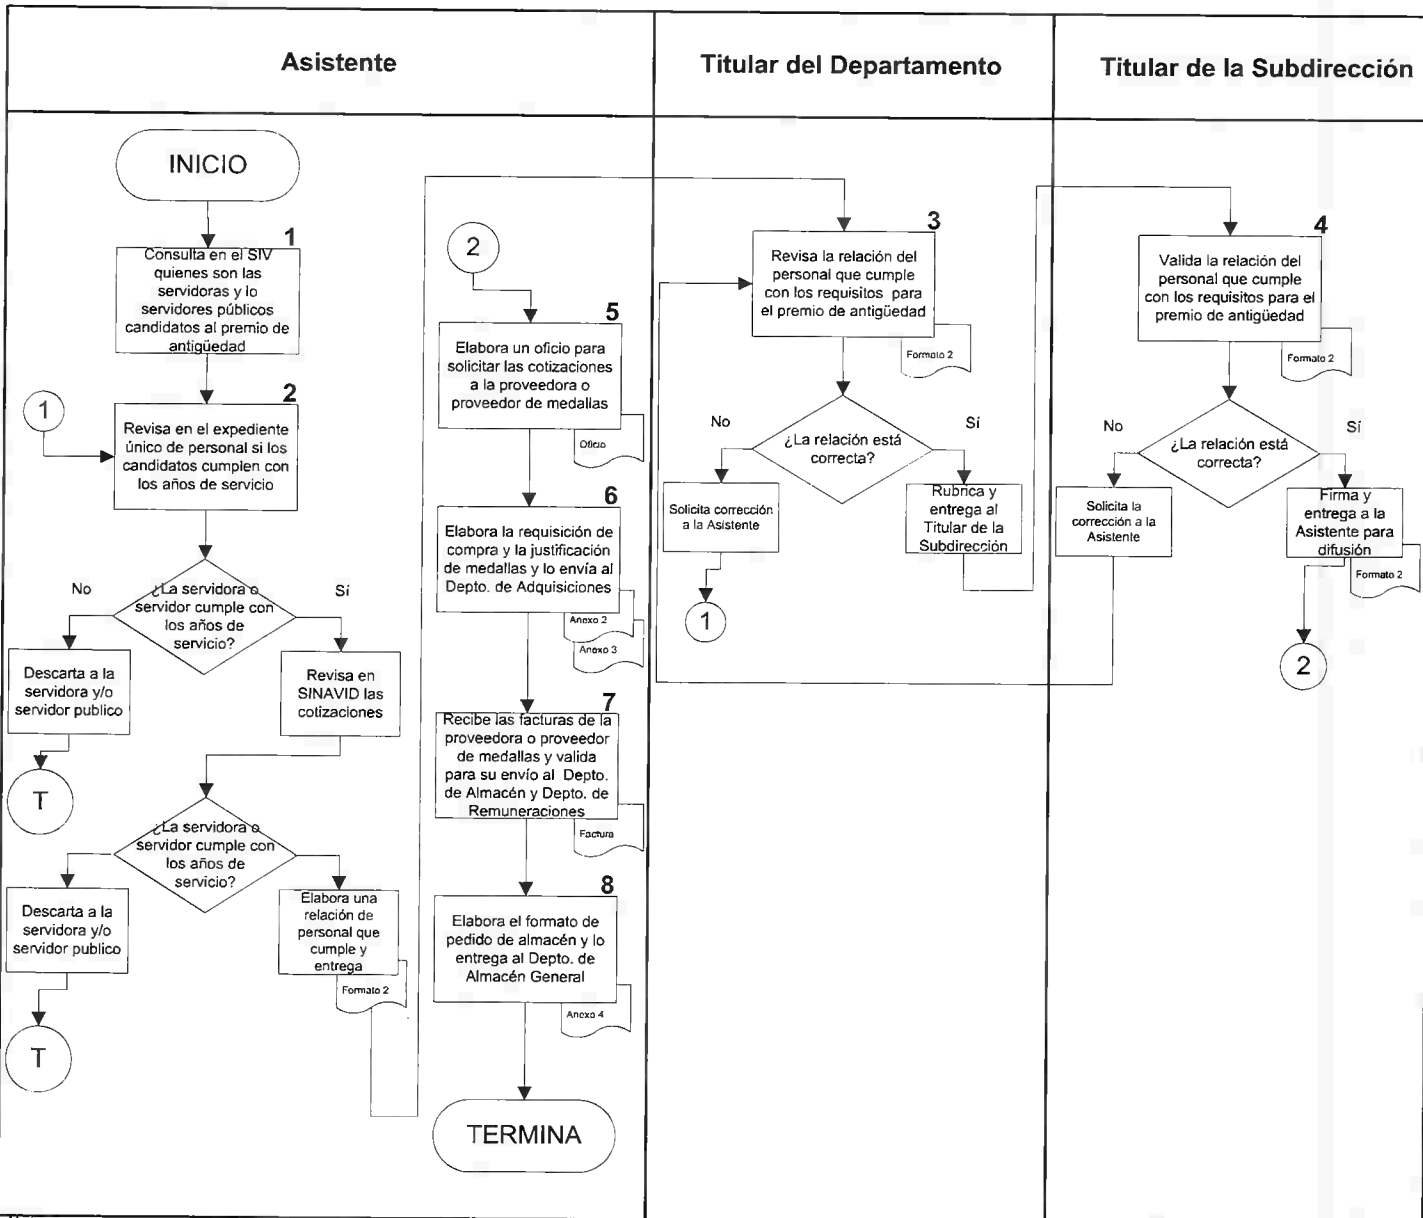 Asistente
Titular del Departamento
Titular de la Subdirección
INICIO
1
Consulta en el SIV
quienes son las
servidoras y lo
servidores públicos
candidatos al premio de
antigüedad
1
2
Revisa en el expediente
único de personal si los
candidatos cumplen con
los años de servicio
¿La servidora o
servidor cumple con
los años de
servicio?
No
Sí
Descarta a la
servidora y/o
servidor publico
T
Revisa en
SINAVID las
cotizaciones
¿La servidora o
servidor cumple con
los años de
servicio?
Descarta a la
servidora y/o
servidor publico
T
Elabora una
relación de
personal que
cumple y
entrega
Formato 2
2
5
Elabora un oficio para
solicitar las cotizaciones
a la proveedora o
proveedor de medallas
Oficio
6
Elabora la requisición de
compra y la justificación
de medallas y lo envía al
Depto. de Adquisiciones
Anexo 2
Anexo 3
7
Recibe las facturas de la
proveedora o proveedor
de medallas y valida
para su envío al Depto.
de Almacén y Depto. de
Remuneraciones
Factura
8
Elabora el formato de
pedido de almacén y lo
entrega al Depto. de
Almacén General
Anexo 4
TERMINA
3
Revisa la relación del
personal que cumple
con los requisitos para
el premio de antigüedad
Formato 2
¿La relación está
correcta?
No
Sí
Solicita corrección
a la Asistente
1
Rubrica y
entrega al
Titular de la
Subdirección
4
Valida la relación del
personal que cumple
con los requisitos para el
premio de antigüedad
Formato 2
¿La relación está
correcta?
No
Sí
Solicita la
corrección a la
Asistente
Firma y
entrega a la
Asistente para
difusión
Formato 2
2